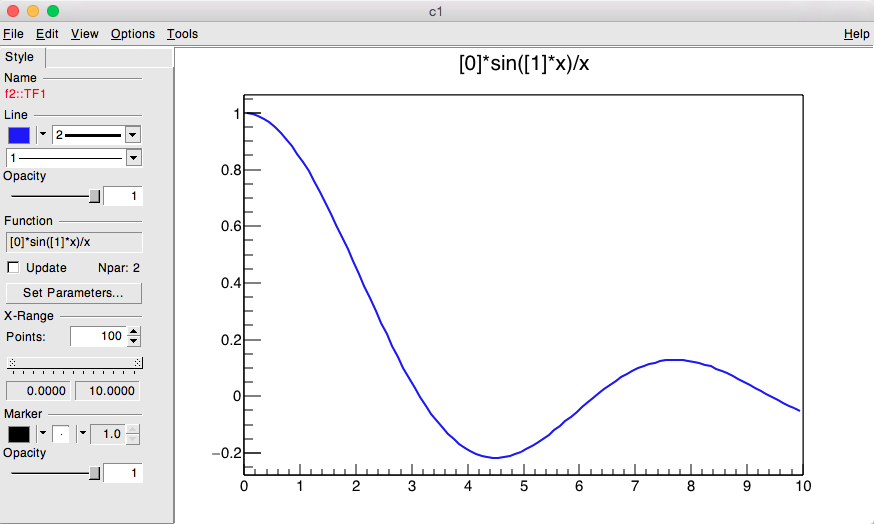 c1
File Edit View Options Tools Help
Style
Name
f2::TF1
Line
2
1
Opacity
1
Function
[0]*sin([1]*x)/x
Update Npar: 2
Set Parameters...
X-Range
Points: 100
0.0000 10.0000
Marker
1.0
Opacity
1
[0]*sin([1]*x)/x
1
0.8
0.6
0.4
0.2
0
−0.2
0 1 2 3 4 5 6 7 8 9 10